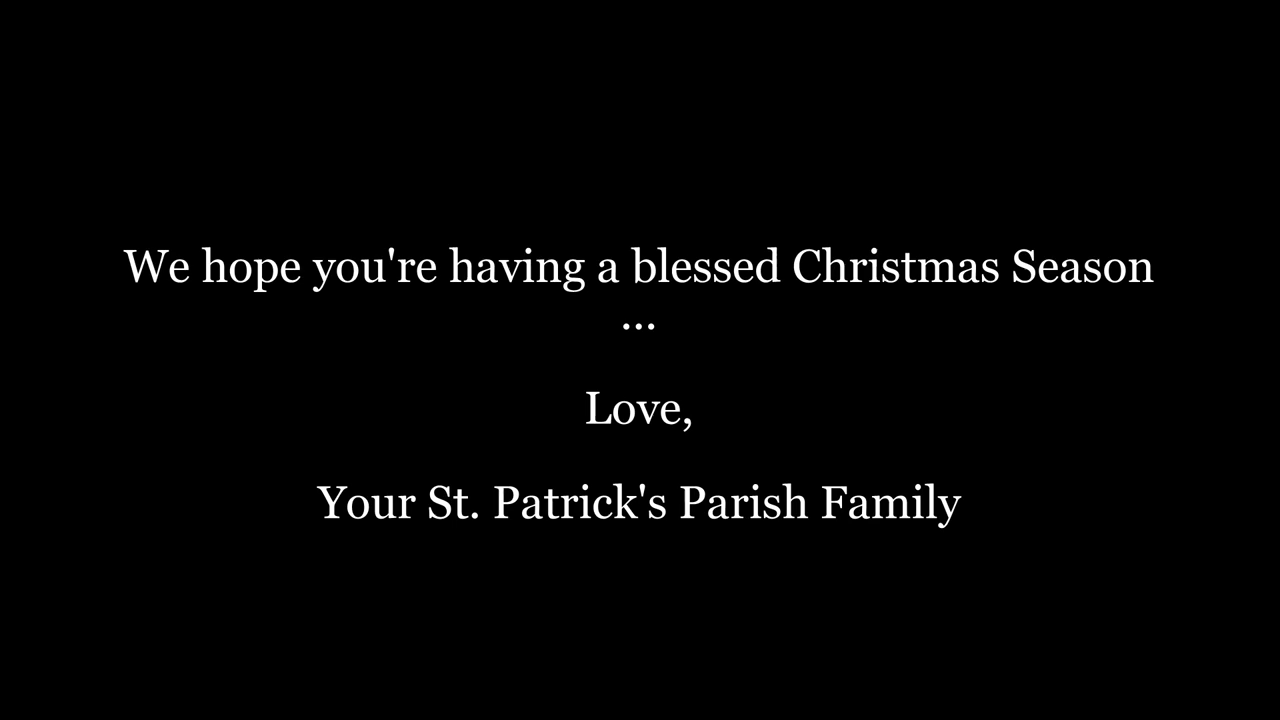 We hope you're having a blessed Christmas Season
...
Love,
Your St. Patrick's Parish Family